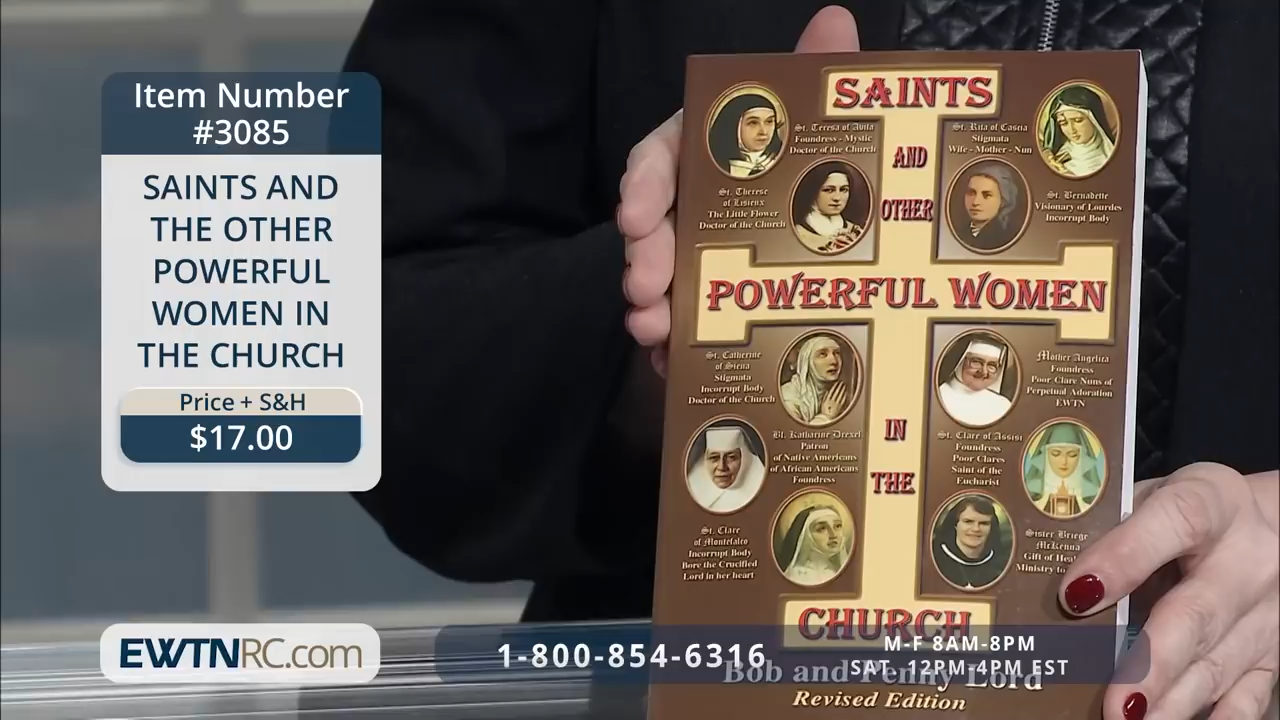 Item Number
#3085
SAINTS AND
THE OTHER
POWERFUL
WOMEN IN
THE CHURCH
Price + S&H
$17.00
EWTNRC.com
1-800-854-6316
M-F 8AM-8PM
SAT. 12PM-4PM EST
SAINTS
AND
OTHER
POWERFUL WOMEN
IN
THE
CHURCH
St. Teresa of Avila
Foundress - Mystic
Doctor of the Church
St. Rita of Cascia
Stigmata
Wife - Mother - Nun
St. Therese
of Lisieux
The Little Flower
Doctor of the Church
St. Bernadette
Visionary of Lourdes
Incorrupt Body
St. Catherine
of Siena
Stigmata
Incorrupt Body
Doctor of the Church
Mother Angelica
Foundress
Poor Clare Nuns of
Perpetual Adoration
EWTN
Bl. Katharine Drexel
Patron
of Native Americans
of African Americans
Foundress
St. Clare of Assisi
Foundress
Poor Clares
Saint of the
Eucharist
St. Clare
of Montefalco
Incorrupt Body
Bore the Crucified
Lord in her heart
Sister Briege
McKenna
Gift of Hea
Ministry to
Bob and Penny Lord
Revised Edition